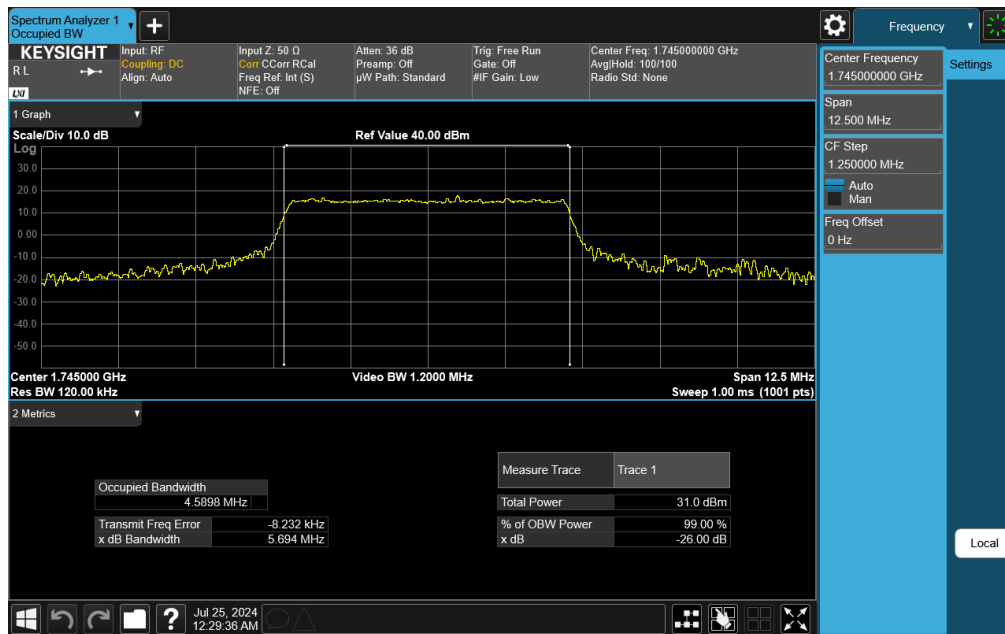 Spectrum Analyzer 1
Occupied BW
Frequency
KEYSIGHT
R L
LXI
Input: RF
Coupling: DC
Align: Auto
Input Z: 50 Ω
Corr CCorr RCal
Freq Ref: Int (S)
NFE: Off
Atten: 36 dB
Preamp: Off
µW Path: Standard
Trig: Free Run
Gate: Off
#IF Gain: Low
Center Freq: 1.745000000 GHz
Avg|Hold: 100/100
Radio Std: None
Center Frequency
1.745000000 GHz
Settings
Span
12.500 MHz
CF Step
1.250000 MHz
Auto
Man
Freq Offset
0 Hz
1 Graph
Scale/Div 10.0 dB
Ref Value 40.00 dBm
Log
30.0
20.0
10.0
0.00
-10.0
-20.0
-30.0
-40.0
-50.0
Center 1.745000 GHz
Video BW 1.2000 MHz
Span 12.5 MHz
Res BW 120.00 kHz
Sweep 1.00 ms (1001 pts)
2 Metrics
Occupied Bandwidth
4.5898 MHz
Transmit Freq Error -8.232 kHz
x dB Bandwidth 5.694 MHz
Measure Trace Trace 1
Total Power 31.0 dBm
% of OBW Power 99.00 %
x dB -26.00 dB
Local
Jul 25, 2024
12:29:36 AM